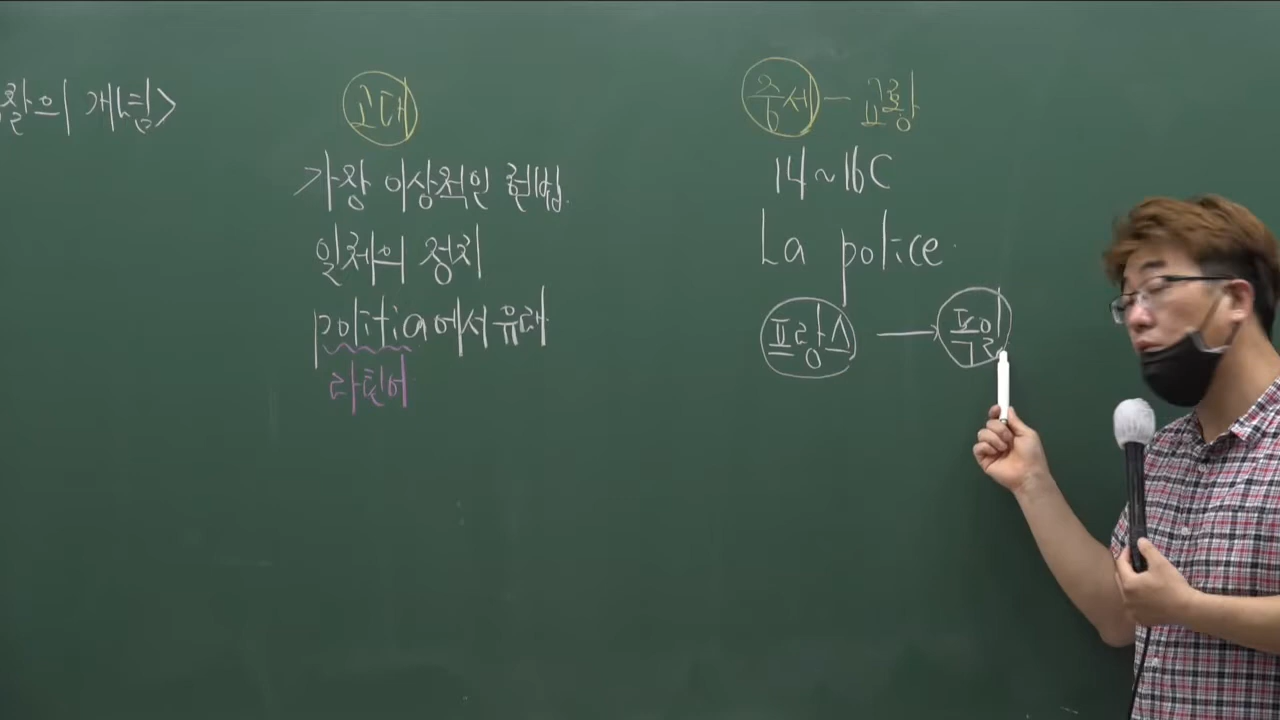 찰의 개념>
고대
가장 이상적인 헌법.
일체의 정치
politia에서 유래
라틴어
중세 – 교황
14~16C
La police.
프랑스 → 독일